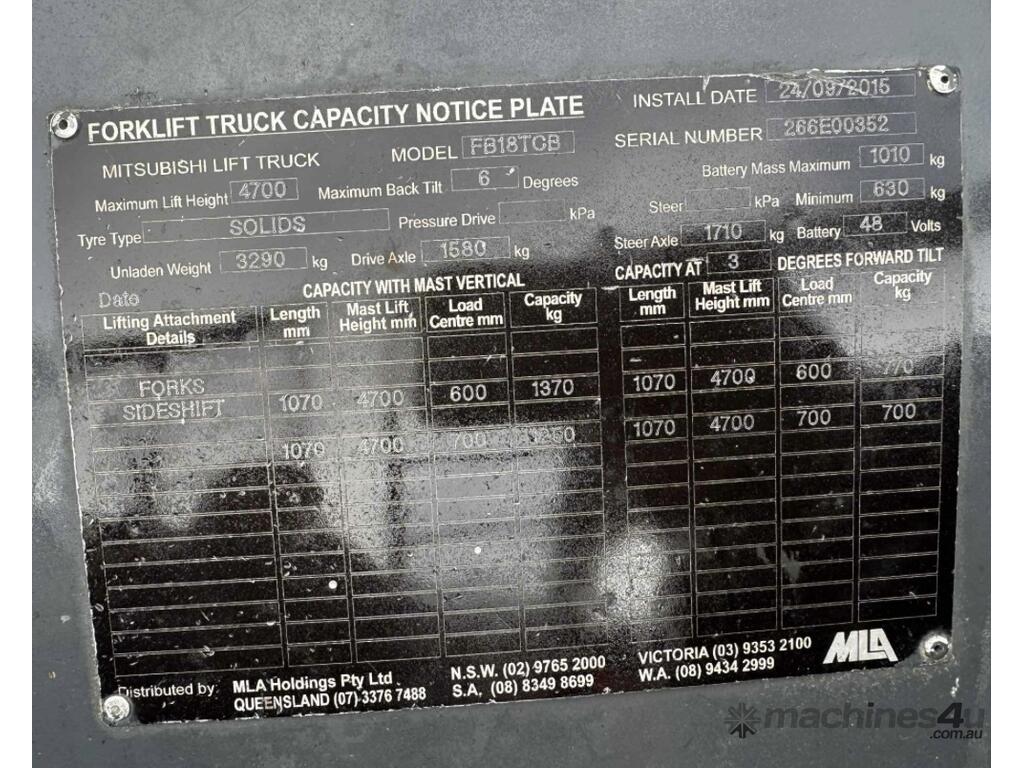 FORKLIFT TRUCK CAPACITY NOTICE PLATE INSTALL DATE 24/09/2015
MITSUBISHI LIFT TRUCK MODEL FB18TCB SERIAL NUMBER 266E00352
Maximum Lift Height 4700 Maximum Back Tilt 6 Degrees Battery Mass Maximum 1010 kg
Tyre Type SOLIDS Pressure Drive kPa Steer kPa Minimum 630 kg
Unladen Weight 3290 kg Drive Axle 1580 kg Steer Axle 1710 kg Battery 48 Volts
Date CAPACITY WITH MAST VERTICAL CAPACITY AT 3 DEGREES FORWARD TILT
Lifting Attachment Details Length mm Mast Lift Height mm Load Centre mm Capacity kg Length mm Mast Lift Height mm Load Centre mm Capacity kg
FORKS
SIDESHIFT 1070 4700 600 1370 1070 4700 600 770
1070 4700 700 1070 4700 700 700
Distributed by: MLA Holdings Pty Ltd N.S.W. (02) 9765 2000 VICTORIA (03) 9353 2100 MLA
QUEENSLAND (07) 3376 7488 S.A. (08) 8349 8699 W.A. (08) 9434 2999
machines4u
.com.au